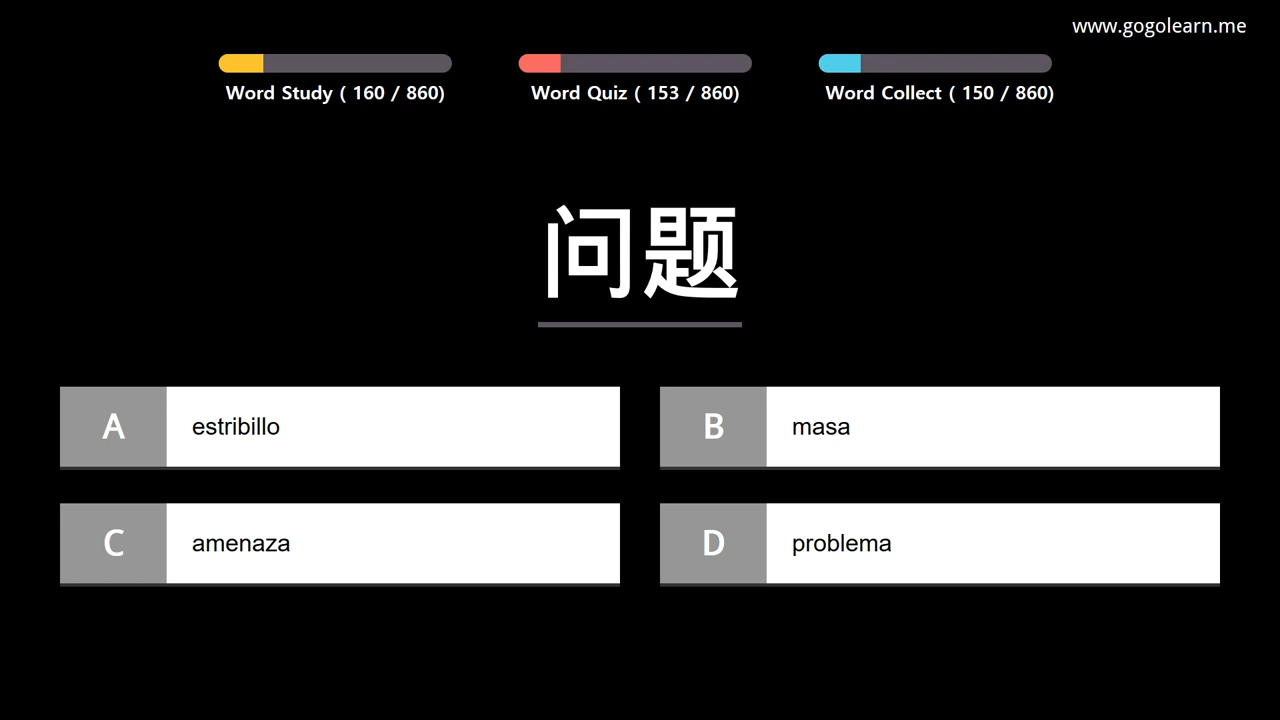 www.gogolearn.me
Word Study ( 160 / 860)
Word Quiz ( 153 / 860)
Word Collect ( 150 / 860)
问题
A estribillo
B masa
C amenaza
D problema